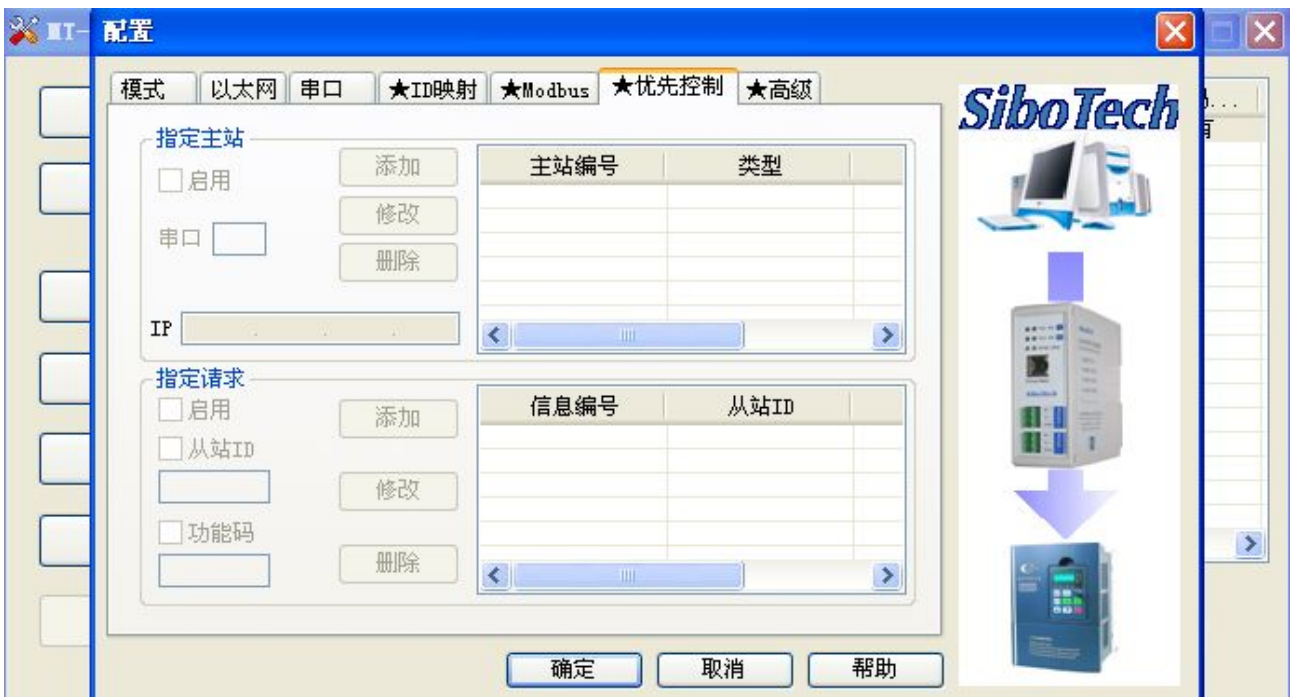 MT-
配置
模式 以太网 串口 ★ID映射 ★Modbus ★优先控制 ★高级
SiboTech
指定主站
启用
添加
主站编号 类型
修改
串口
删除
IP . . .
指定请求
启用
添加
信息编号 从站ID
从站ID
修改
功能码
删除
确定 取消 帮助